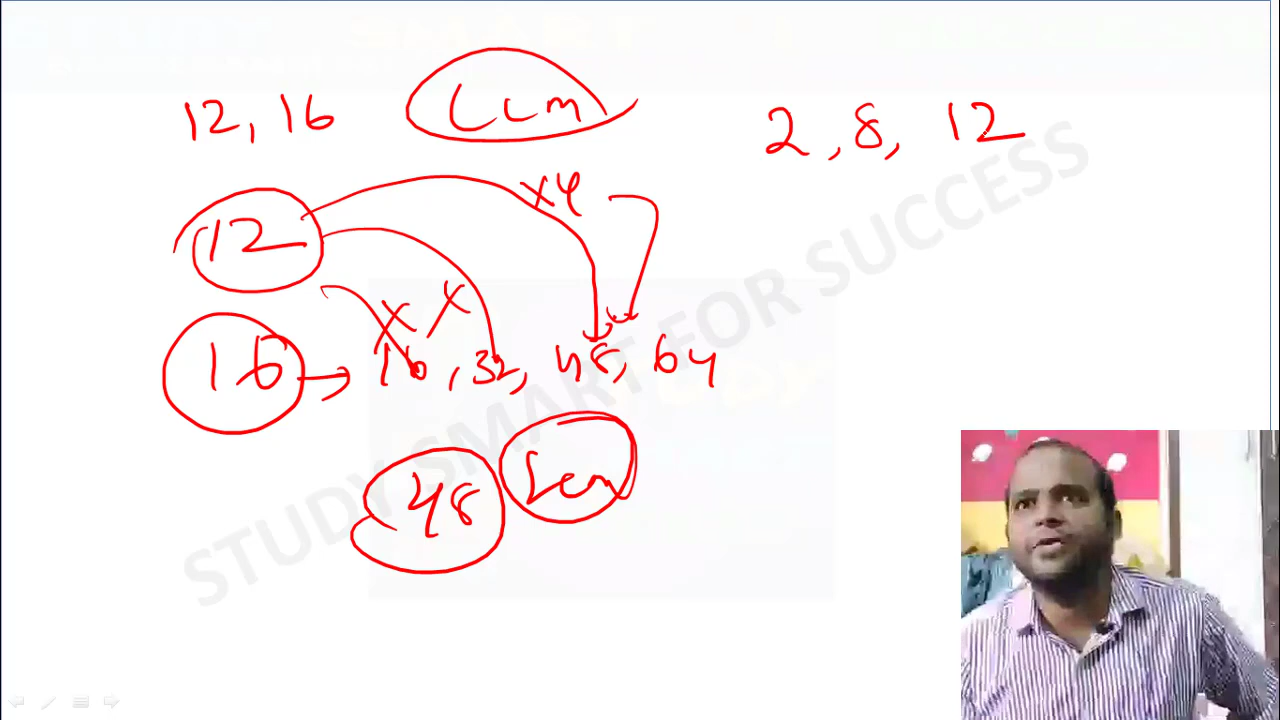 12, 16 LCM 2, 8, 12
×4
12
× ×
16 → 16, 32, 48, 64
48 Lcm
STUDY SMART FOR SUCCESS